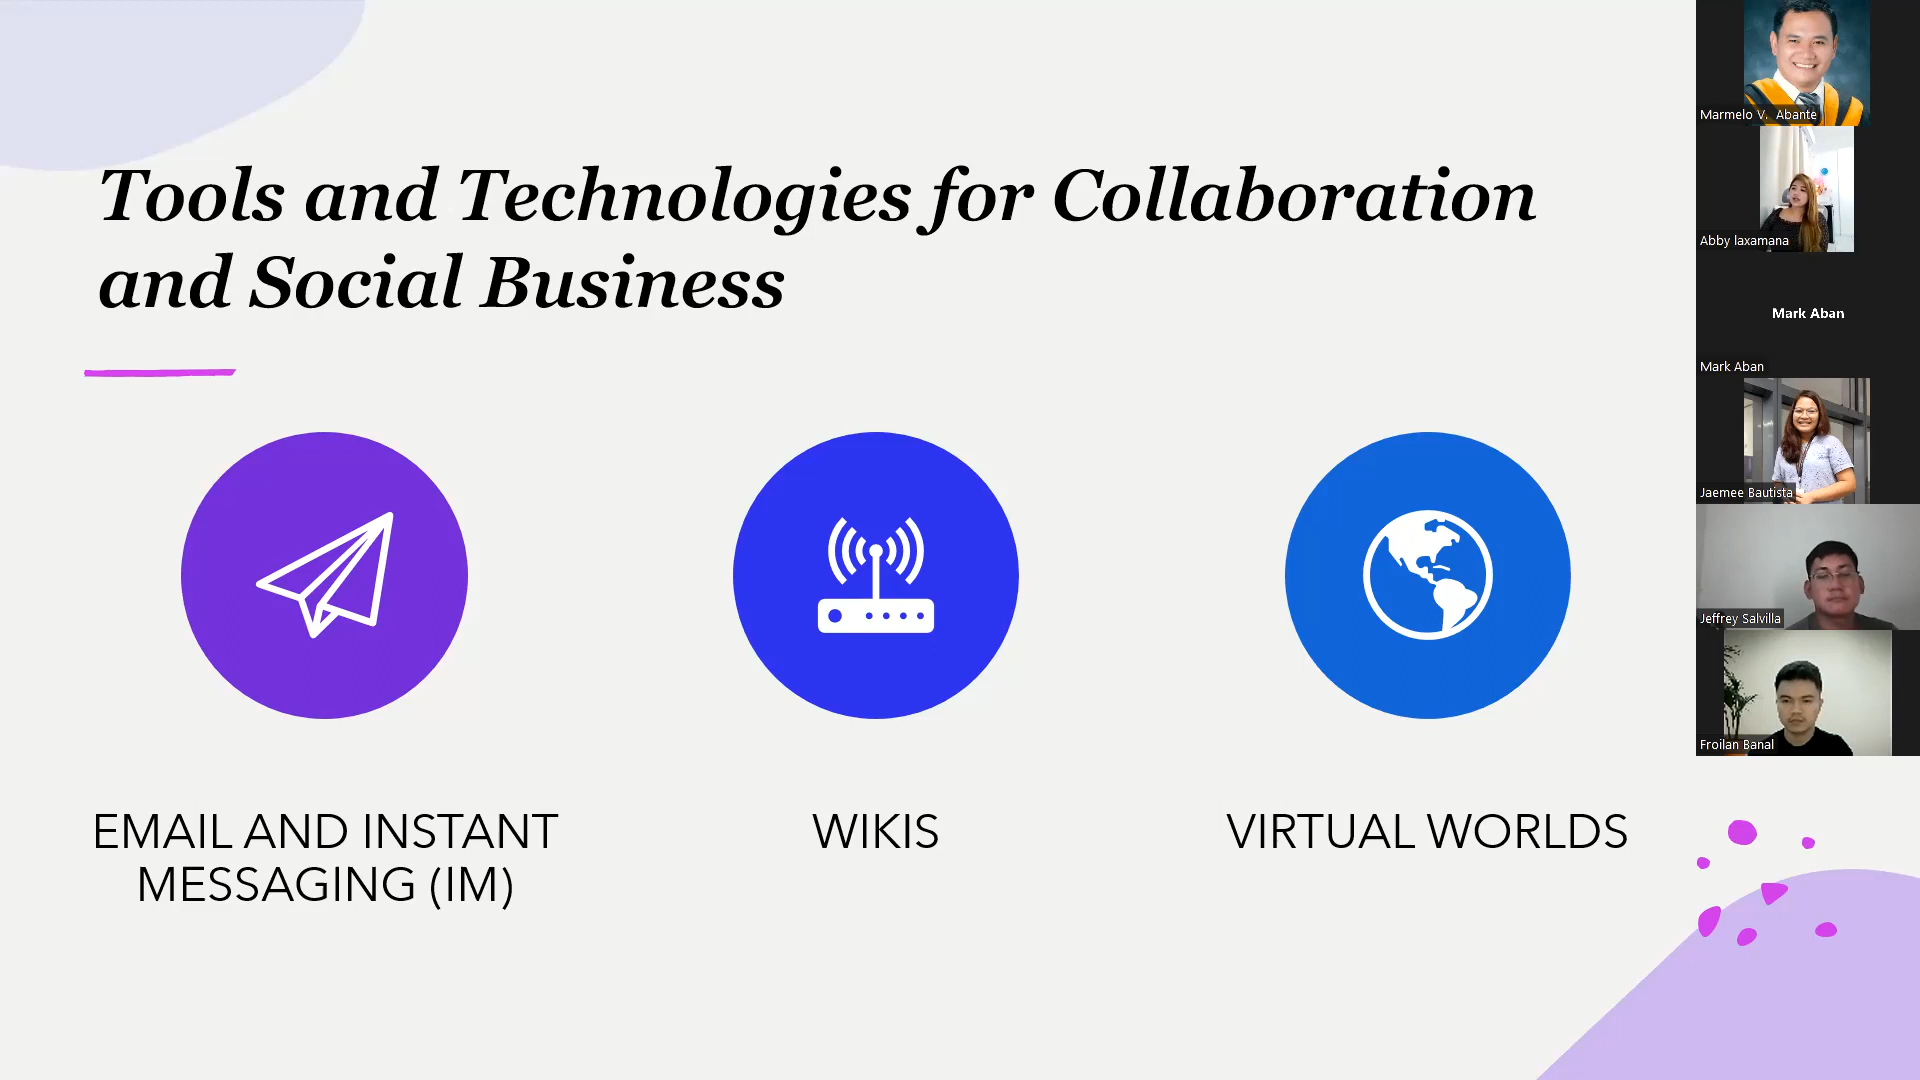 Tools and Technologies for Collaboration
and Social Business
EMAIL AND INSTANT
MESSAGING (IM)
WIKIS
VIRTUAL WORLDS
Marmelo V.  Abante
Abby laxamana
Mark Aban
Mark Aban
Jaemee Bautista
Jeffrey Salvilla
Froilan Banal